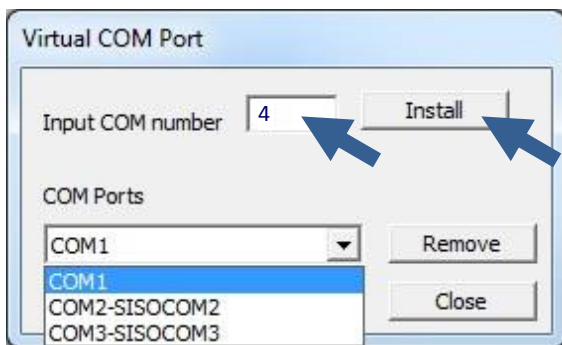 Virtual COM Port
Input COM number 4 Install
COM Ports
COM1 Remove
COM1
COM2-SISOCOM2 Close
COM3-SISOCOM3